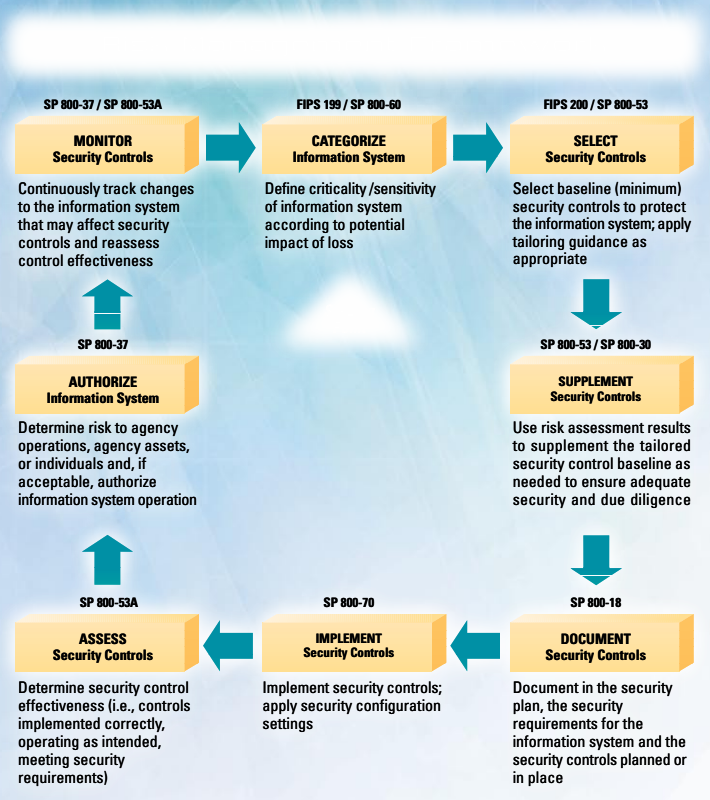 SP 800-37 / SP 800-53A
MONITOR
Security Controls
Continuously track changes
to the information system
that may affect security
controls and reassess
control effectiveness
FIPS 199 / SP 800-60
CATEGORIZE
Information System
Define criticality /sensitivity
of information system
according to potential
impact of loss
FIPS 200 / SP 800-53
SELECT
Security Controls
Select baseline (minimum)
security controls to protect
the information system; apply
tailoring guidance as
appropriate
SP 800-53 / SP 800-30
SUPPLEMENT
Security Controls
Use risk assessment results
to supplement the tailored
security control baseline as
needed to ensure adequate
security and due diligence
SP 800-18
DOCUMENT
Security Controls
Document in the security
plan, the security
requirements for the
information system and the
security controls planned or
in place
SP 800-70
IMPLEMENT
Security Controls
Implement security controls;
apply security configuration
settings
SP 800-53A
ASSESS
Security Controls
Determine security control
effectiveness (i.e., controls
implemented correctly,
operating as intended,
meeting security
requirements)
SP 800-37
AUTHORIZE
Information System
Determine risk to agency
operations, agency assets,
or individuals and, if
acceptable, authorize
information system operation